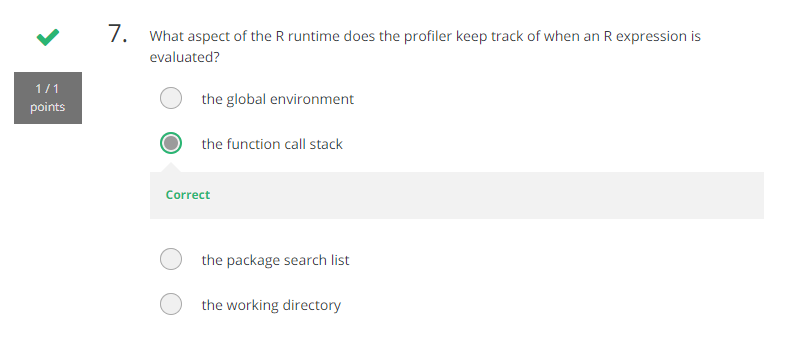 7. What aspect of the R runtime does the profiler keep track of when an R expression is
evaluated?
1 / 1
points
the global environment
the function call stack
Correct
the package search list
the working directory